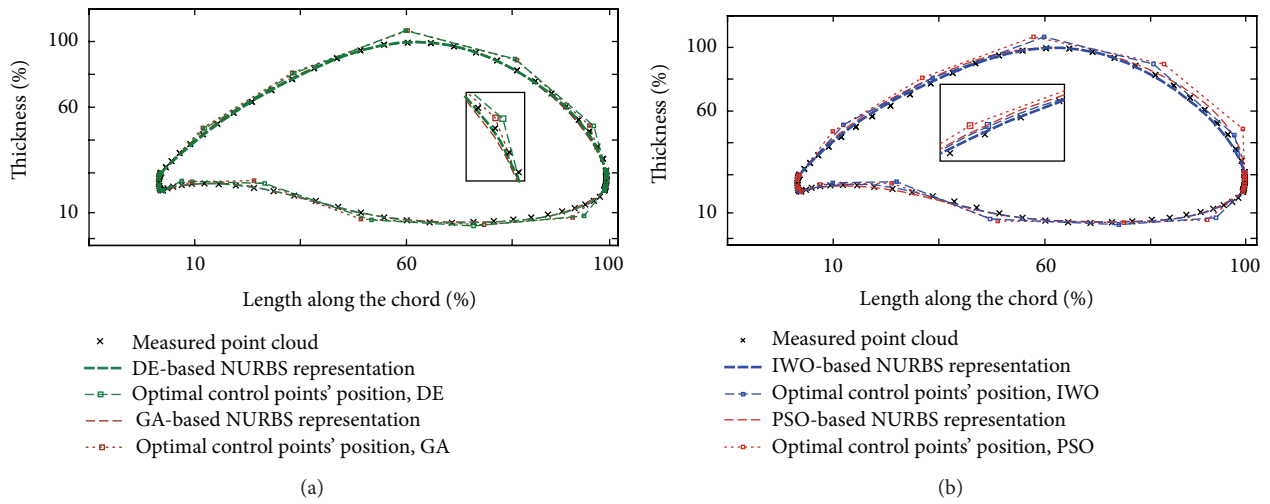 100
60
10
Thickness (%)
10
60
100
Length along the chord (%)
Measured point cloud
DE-based NURBS representation
Optimal control points' position, DE
GA-based NURBS representation
Optimal control points' position, GA
(a)
100
60
10
Thickness (%)
10
60
100
Length along the chord (%)
Measured point cloud
IWO-based NURBS representation
Optimal control points' position, IWO
PSO-based NURBS representation
Optimal control points' position, PSO
(b)